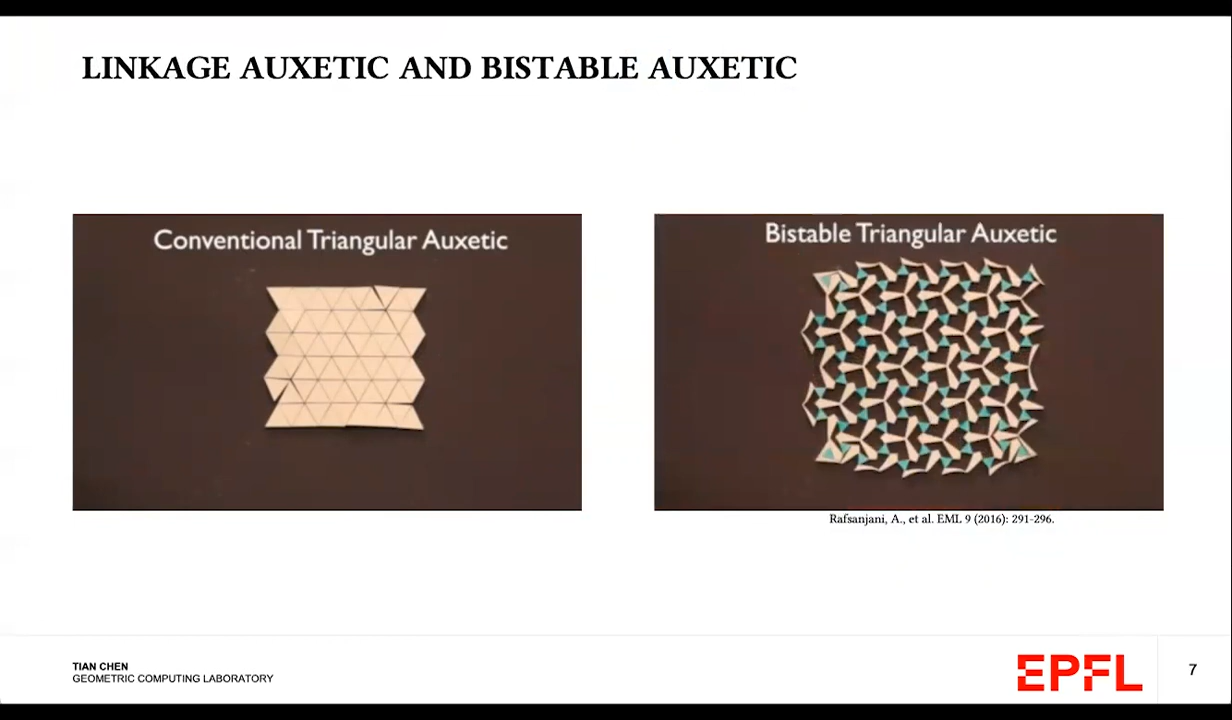 LINKAGE AUXETIC AND BISTABLE AUXETIC
Conventional Triangular Auxetic
Bistable Triangular Auxetic
Rafsanjani, A., et al. EML 9 (2016): 291-296.
TIAN CHEN
GEOMETRIC COMPUTING LABORATORY
EPFL
7